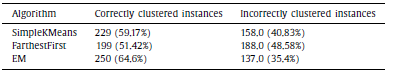 Algorithm Correctly clustered instances Incorrectly clustered instances
SimpleKMeans 229 (59.17%) 158.0 (40.83%)
FarthestFirst 199 (51.42%) 188.0 (48.58%)
EM 250 (64.6%) 137.0 (35.4%)